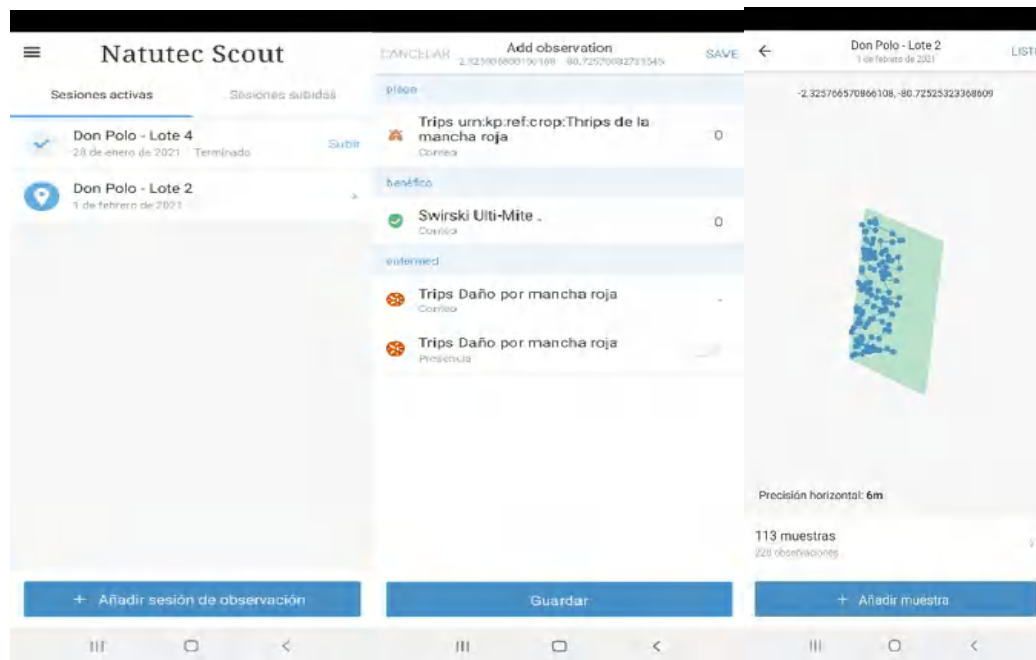 Natutec Scout
Sesiones activas
Sesiones subidas
Don Polo - Lote 4
28 de enero de 2021 Terminado
Subir
Don Polo - Lote 2
1 de febrero de 2021
+ Añadir sesión de observación
CANCELAR
Add observation
SAVE
plaga
Trips urn:kp:ref:crop:Thrips de la
mancha roja
0
Correo
benéfico
Swirski Ulti-Mite .
0
Correo
enfermed
Trips Daño por mancha roja
-
Correo
Trips Daño por mancha roja
Presencia
Guardar
Don Polo - Lote 2
LIST
1 de febrero de 2021
-2.325766570866108, -80.72525323368609
Precisión horizontal: 6m
113 muestras
228 observaciones
+ Añadir muestra